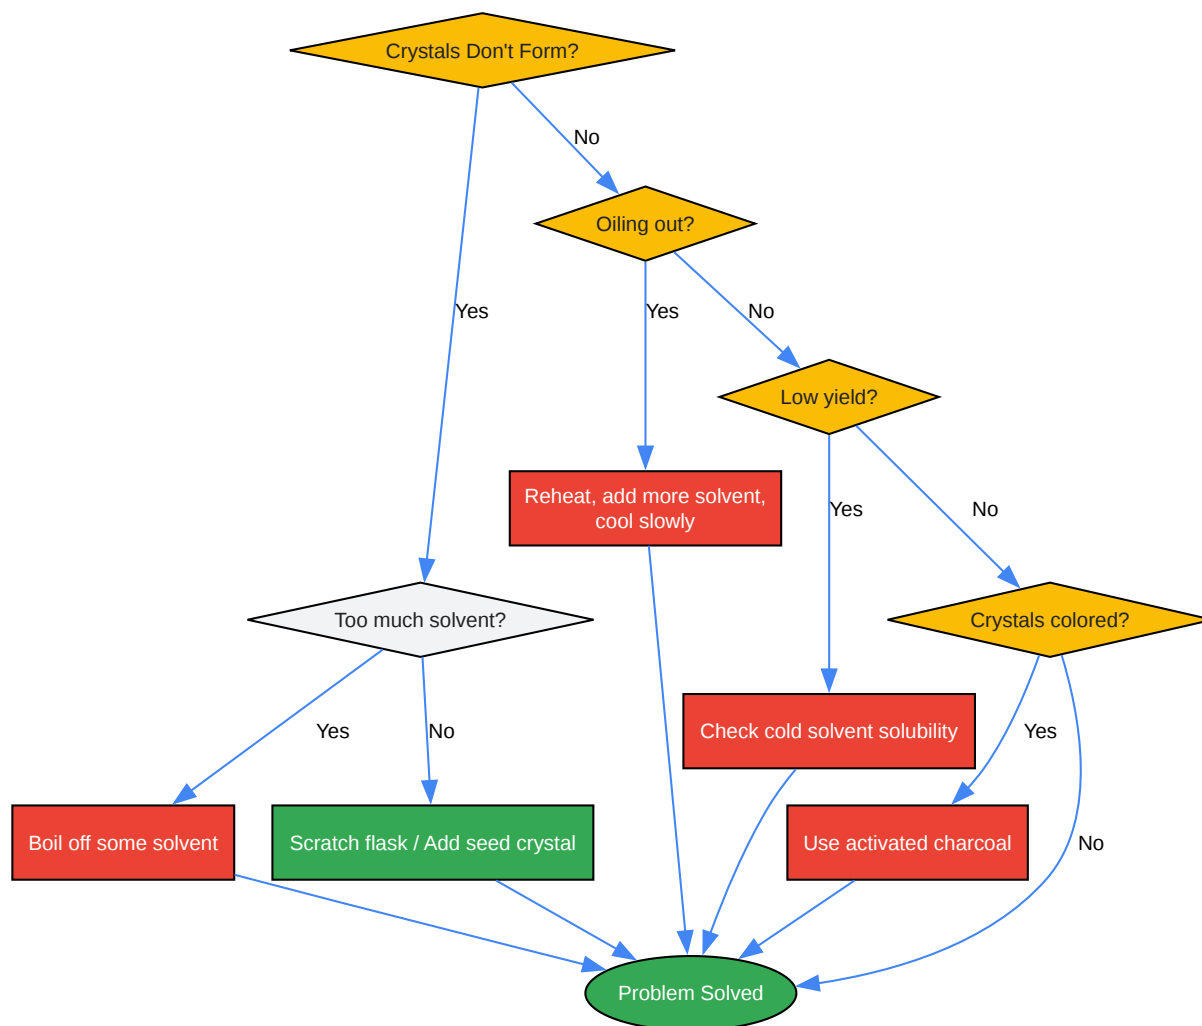 Crystals Don't Form?
No
Oiling out?
Yes
Yes
No
Low yield?
Reheat, add more solvent,
cool slowly
Yes
No
Too much solvent?
Crystals colored?
Yes
No
Check cold solvent solubility
Yes
Boil off some solvent
Scratch flask / Add seed crystal
Use activated charcoal
No
Problem Solved